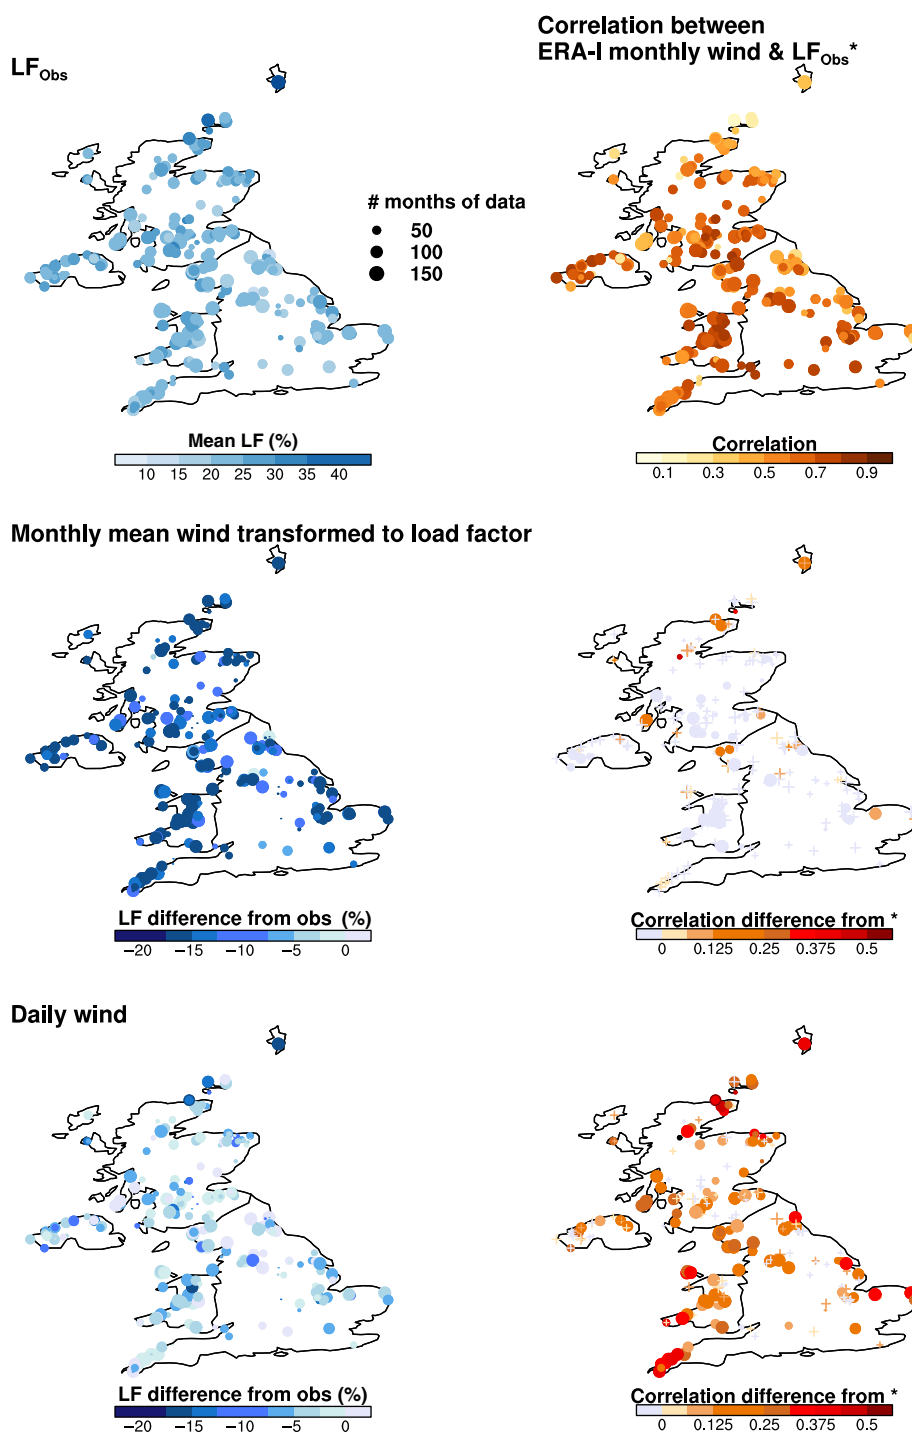 LF Obs
Correlation between
ERA-I monthly wind & LF Obs *
# months of data
50
100
150
Mean LF (%)
10 15 20 25 30 35 40
Correlation
0.1 0.3 0.5 0.7 0.9
Monthly mean wind transformed to load factor
LF difference from obs (%)
−20 −15 −10 −5 0
Correlation difference from *
0 0.125 0.25 0.375 0.5
Daily wind
LF difference from obs (%)
−20 −15 −10 −5 0
Correlation difference from *
0 0.125 0.25 0.375 0.5